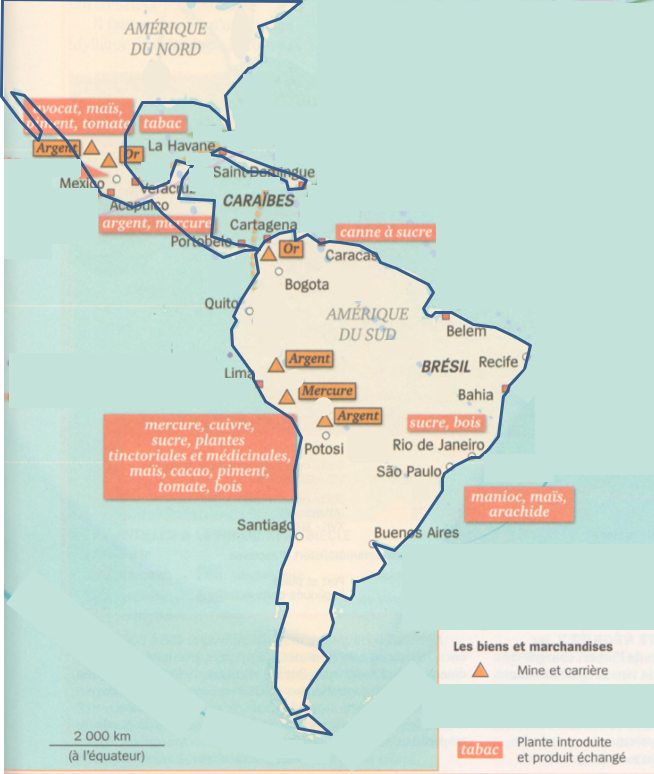 AMÉRIQUE
DU NORD
avocat, maïs,
piment, tomate
tabac
Argent
Or
La Havane
Saint-Domingue
Mexico
Acapulco
CARAÏBES
argent, mercure
Carthagena
Portobelo
canne à sucre
Or
Caracas
Bogota
Quito
AMÉRIQUE
DU SUD
Belem
Argent
BRÉSIL
Recife
Lima
Mercure
Bahia
Argent
sucre, bois
mercure, cuivre,
sucre, plantes
tinctoriales et médicinales,
maïs, cacao, piment,
tomate, bois
Potosi
Rio de Janeiro
São Paulo
manioc, maïs,
arachide
Santiago
Buenos Aires
Les biens et marchandises
Mine et carrière
2 000 km
(à l'équateur)
tabac
Plante introduite
et produit échangé